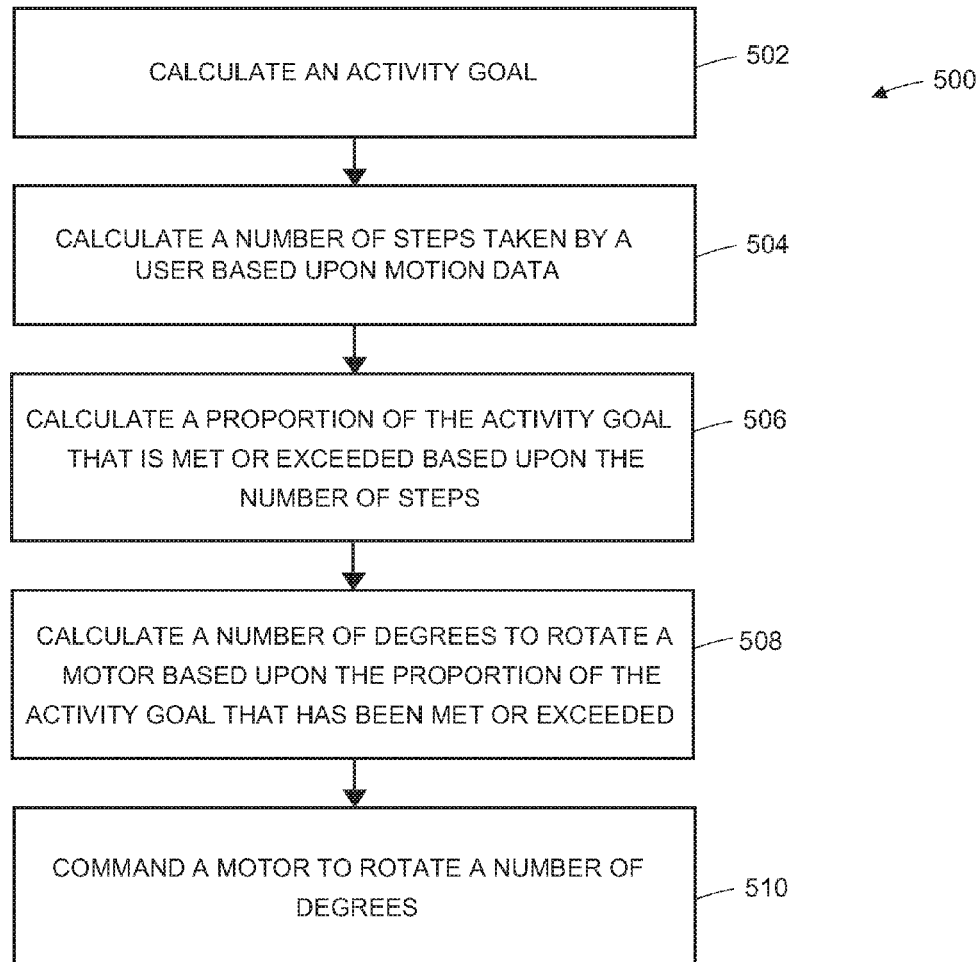 CALCULATE AN ACTIVITY GOAL
502
500
CALCULATE A NUMBER OF STEPS TAKEN BY A
USER BASED UPON MOTION DATA
504
CALCULATE A PROPORTION OF THE ACTIVITY GOAL
THAT IS MET OR EXCEEDED BASED UPON THE
NUMBER OF STEPS
506
CALCULATE A NUMBER OF DEGREES TO ROTATE A
MOTOR BASED UPON THE PROPORTION OF THE
ACTIVITY GOAL THAT HAS BEEN MET OR EXCEEDED
508
COMMAND A MOTOR TO ROTATE A NUMBER OF
DEGREES
510